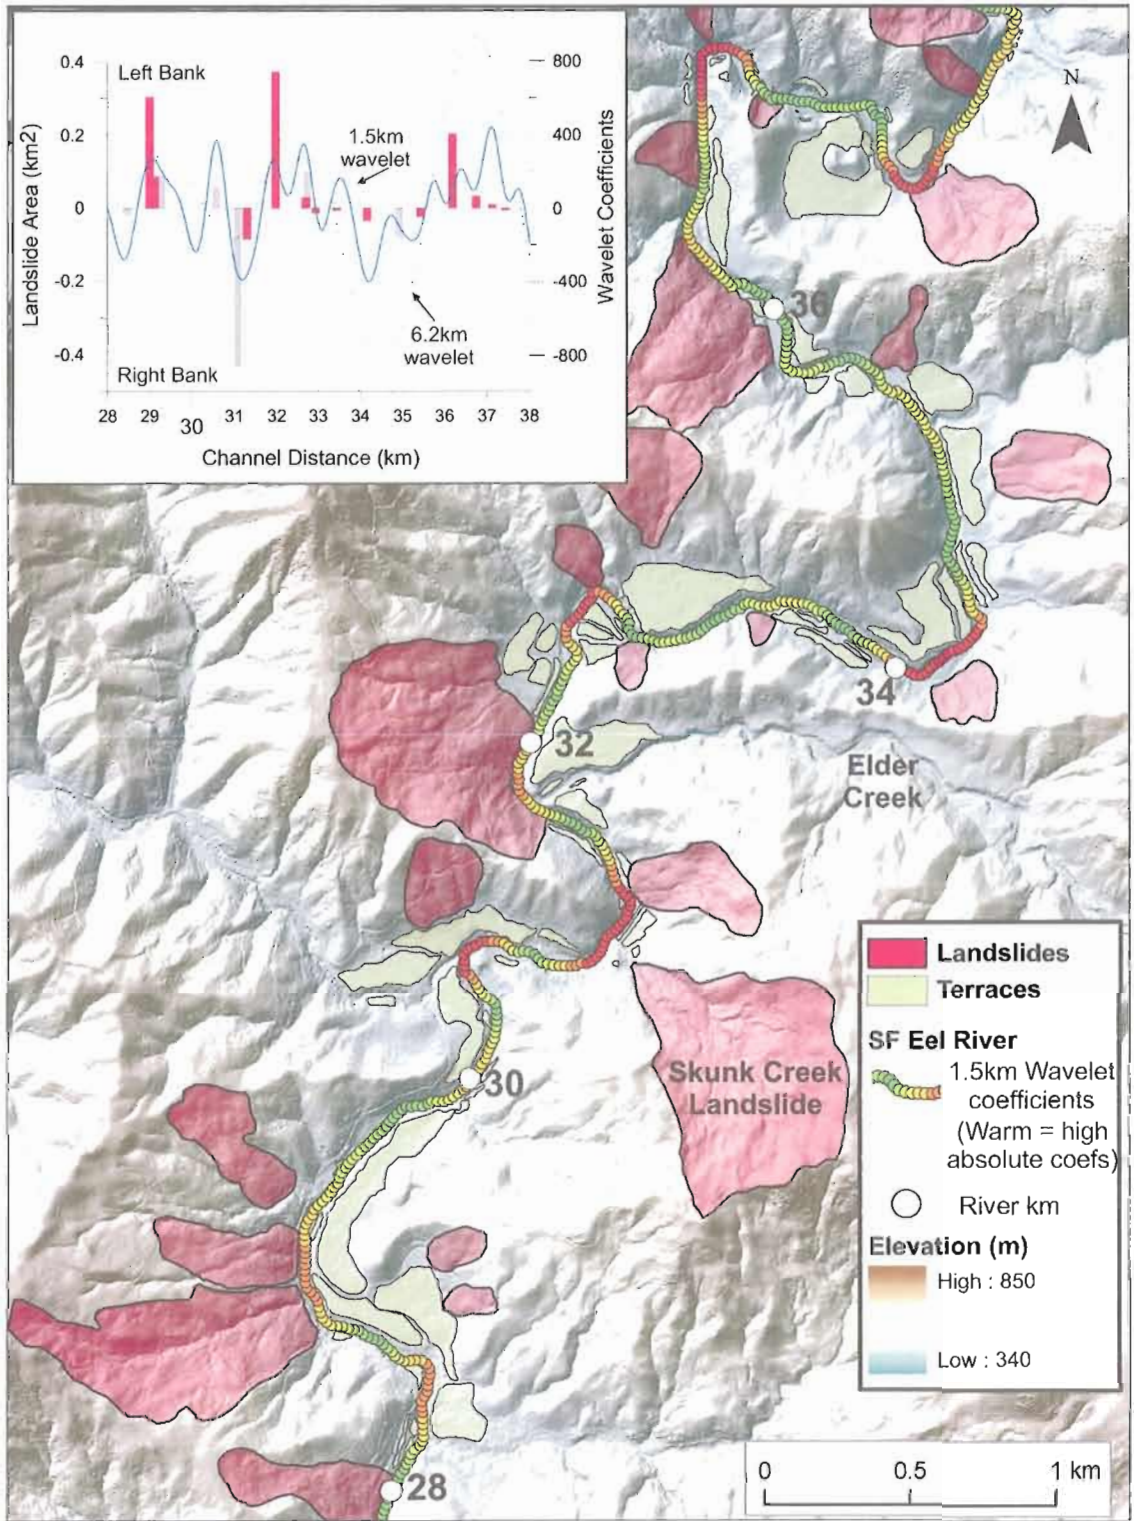 Left Bank
Right Bank
Landslide Area (km2)
0.4
0.2
0
-0.2
-0.4
800
400
0
-400
-800
Wavelet Coefficients
1.5km
wavelet
6.2km
wavelet
28 29 30 31 32 33 34 35 36 37 38
Channel Distance (km)
N
36
34
32
Elder
Creek
30
Skunk Creek
Landslide
28
Landslides
Terraces
SF Eel River
1.5km Wavelet
coefficients
(Warm = high
absolute coefs)
River km
Elevation (m)
High : 850
Low : 340
0 0.5 1 km